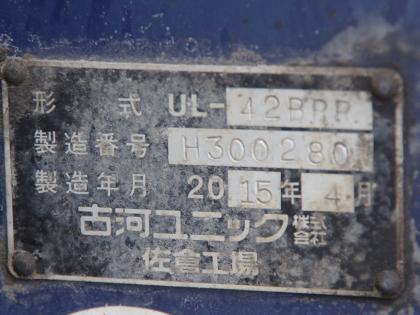 形 式 UL-42BRP
製造番号 H300280
製造年月 2015年4月
古河ユニック株式会社
佐倉工場